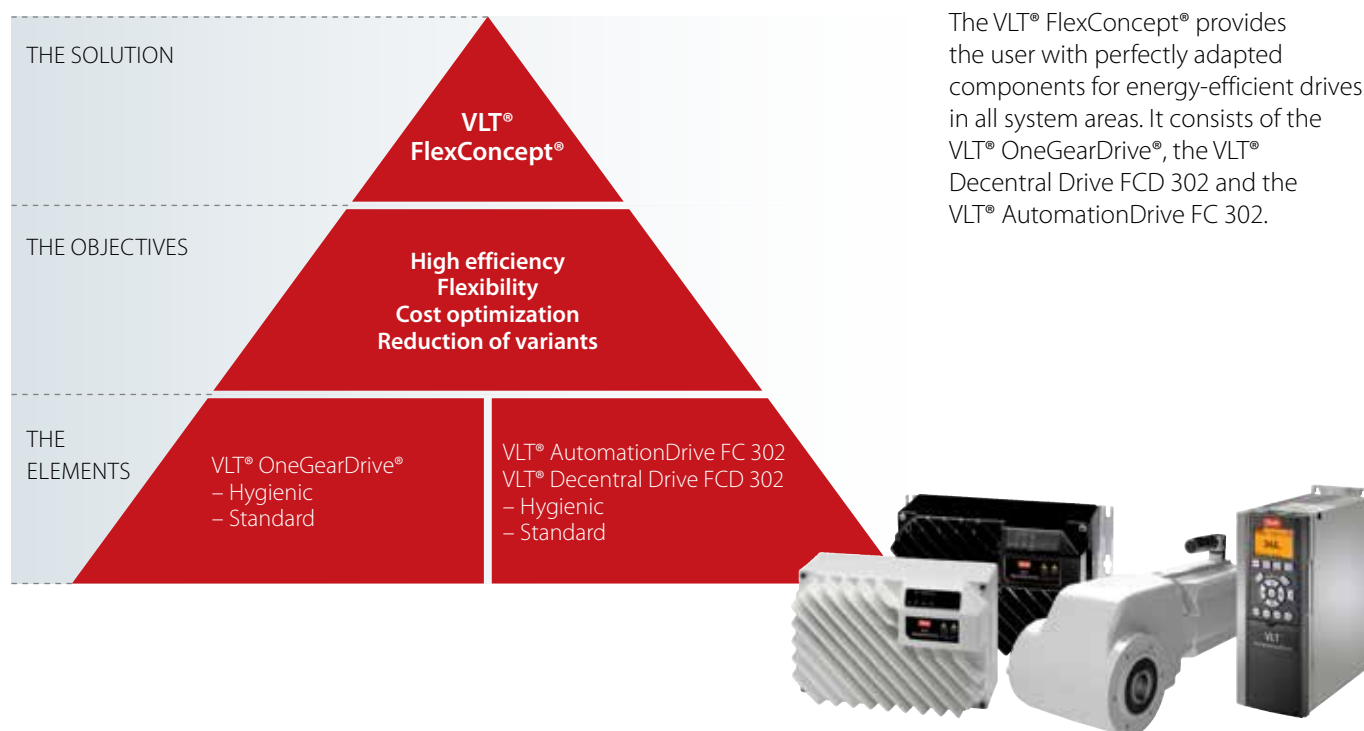 THE SOLUTION
VLT®
FlexConcept®
THE OBJECTIVES
High efficiency
Flexibility
Cost optimization
Reduction of variants
THE
ELEMENTS
VLT® OneGearDrive®
– Hygienic
– Standard
VLT® AutomationDrive FC 302
VLT® Decentral Drive FCD 302
– Hygienic
– Standard
The VLT® FlexConcept® provides
the user with perfectly adapted
components for energy-efficient drives
in all system areas. It consists of the
VLT® OneGearDrive®, the VLT®
Decentral Drive FCD 302 and the
VLT® AutomationDrive FC 302.
VLT